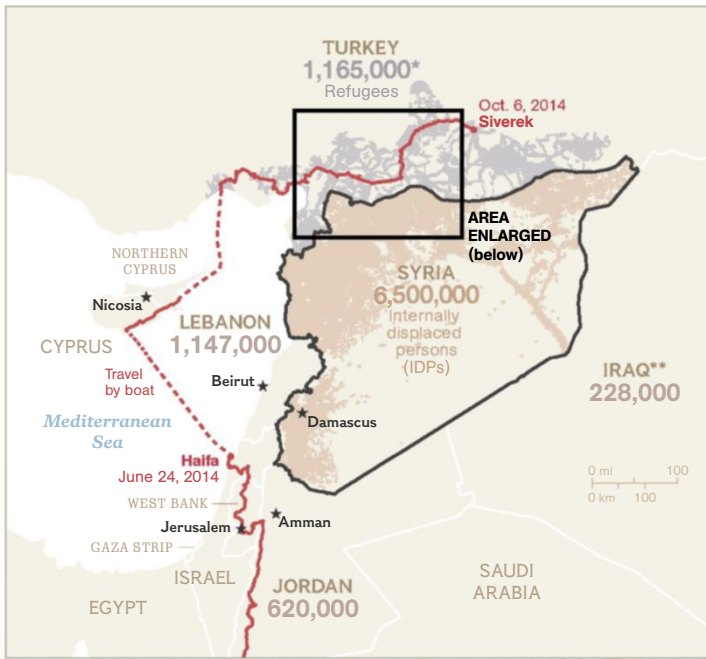 TURKEY
1,165,000*
Refugees
Oct. 6, 2014
Siverek
AREA
ENLARGED
(below)
NORTHERN
CYPRUS
Nicosia
CYPRUS
LEBANON
1,147,000
SYRIA
6,500,000
Internally
displaced
persons
(IDPs)
IRAQ**
228,000
Travel
by boat
Beirut
Mediterranean
Sea
Damascus
Haifa
June 24, 2014
0 mi 100
0 km 100
WEST BANK
Jerusalem
Amman
GAZA STRIP
ISRAEL
JORDAN
620,000
EGYPT
SAUDI
ARABIA